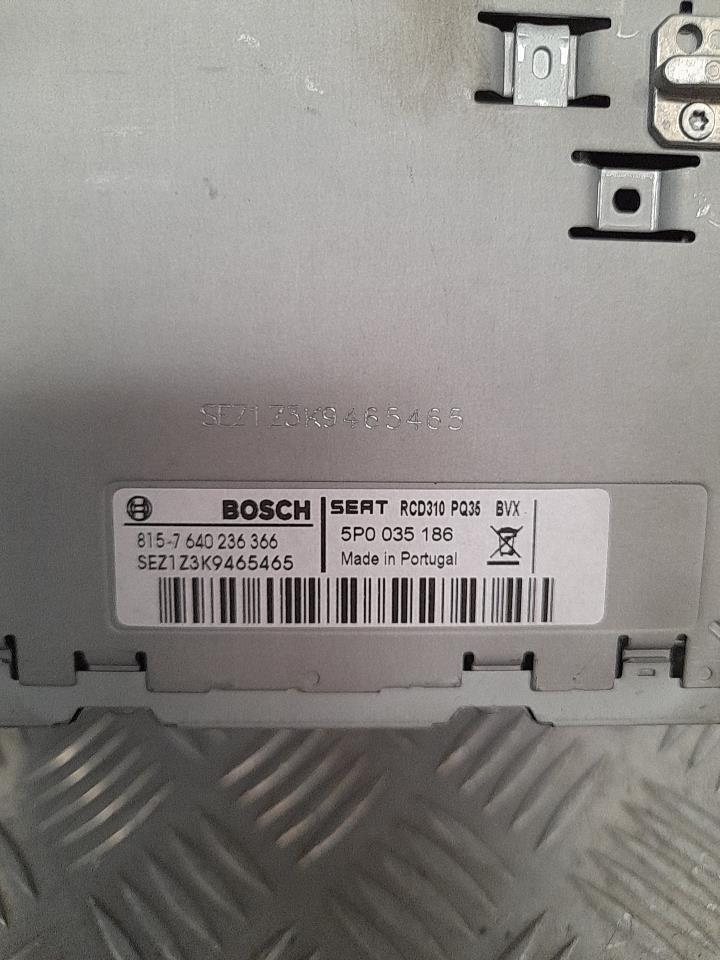 SEZ1Z3K9465465
BOSCH
SEAT RCD310 PQ35 BVX
815-7 640 236 366
5P0 035 186
SEZ1Z3K9465465
Made in Portugal